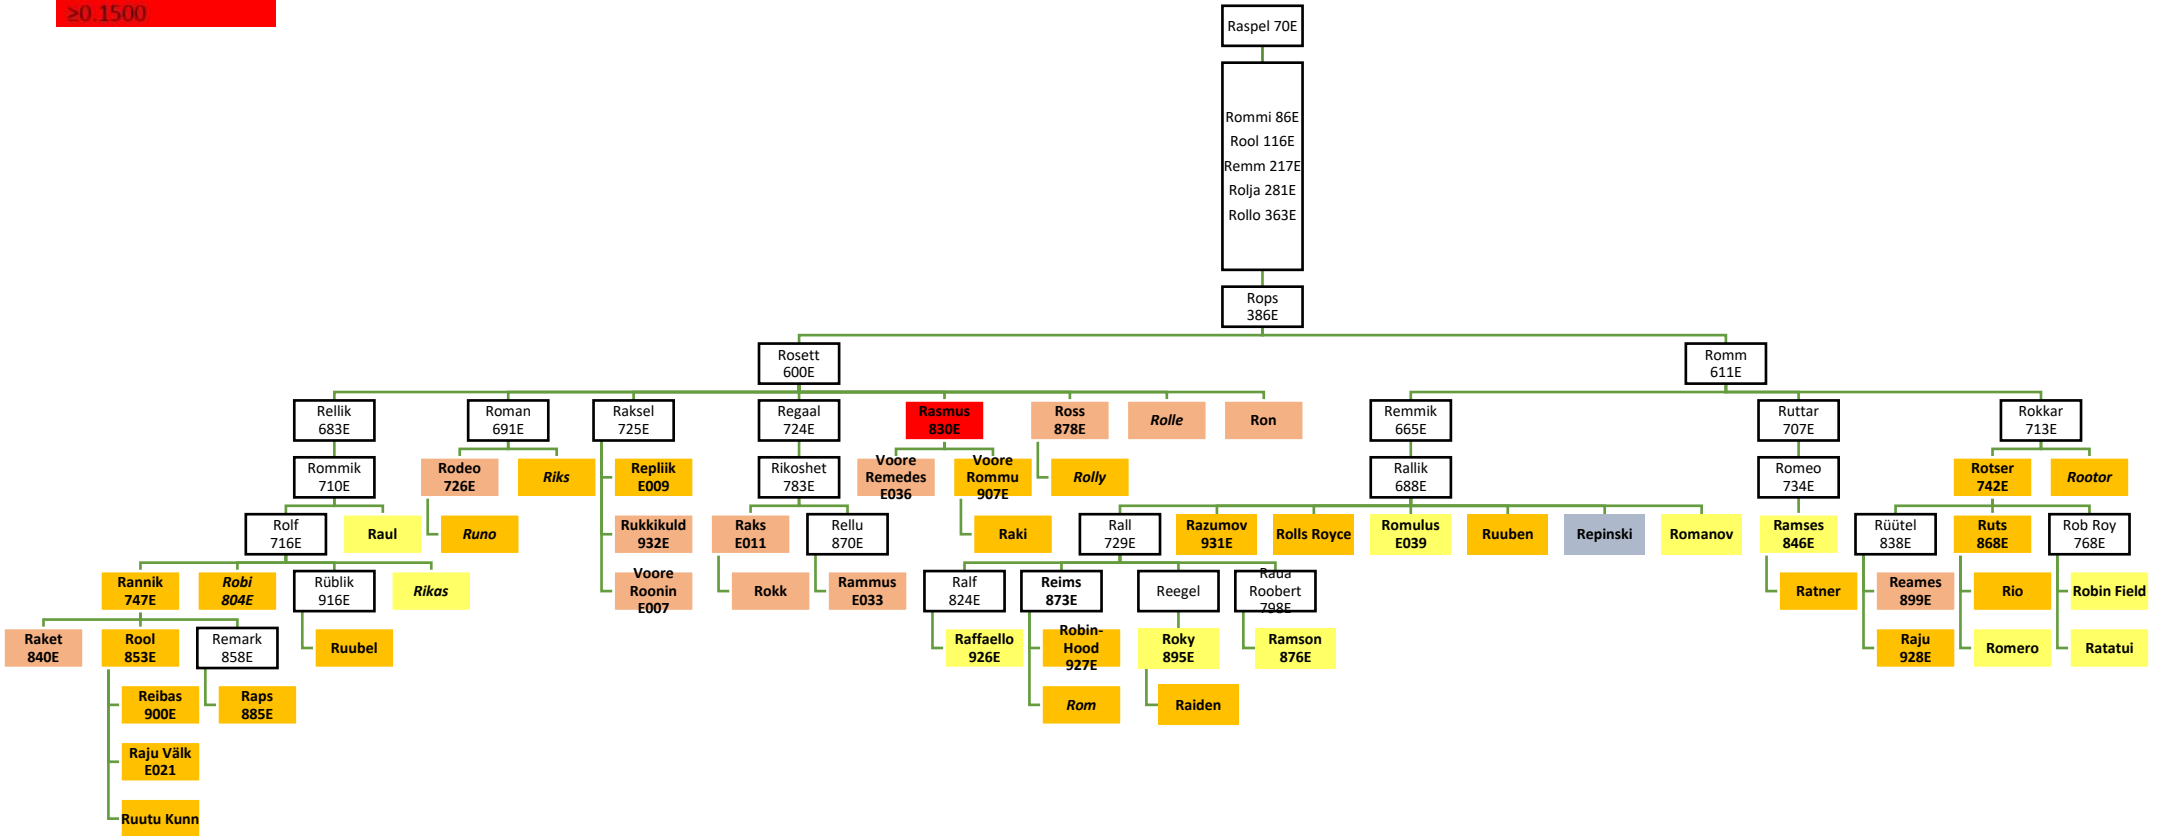 ≥0.1500
Raspel 70E
Rommi 86E
Rool 116E
Remm 217E
Rolja 281E
Rollo 363E
Rops
386E
Rosett
600E
Romm
611E
Rellik
683E
Roman
691E
Raksel
725E
Regaal
724E
Rasmus
830E
Ross
878E
Rolle
Ron
Remmik
665E
Ruttar
707E
Rokkar
713E
Rommik
710E
Rodeo
726E
Riks
Repliik
E009
Rikoshet
783E
Voore
Remedes
E036
Voore
Rommu
907E
Rolly
Rallik
688E
Romeo
734E
Rotser
742E
Rootor
Rolf
716E
Raul
Runo
Rukkikuld
932E
Raks
E011
Rellu
870E
Raki
Rall
729E
Razumov
931E
Rolls Royce
Romulus
E039
Ruuben
Repinski
Romanov
Ramses
846E
Rüütel
838E
Ruts
868E
Rob Roy
768E
Rannik
747E
Robi
804E
Rüblik
916E
Rikas
Voore
Roonin
E007
Rokk
Rammus
E033
Ralf
824E
Reims
873E
Reegel
Raua
Roobert
798E
Ratner
Reames
899E
Rio
Robin Field
Raket
840E
Rool
853E
Remark
858E
Ruubel
Raffaello
926E
Robin-
Hood
927E
Roky
895E
Ramson
876E
Raju
928E
Romero
Ratatui
Reibas
900E
Raps
885E
Rom
Raiden
Raju Välk
E021
Ruutu Kunn